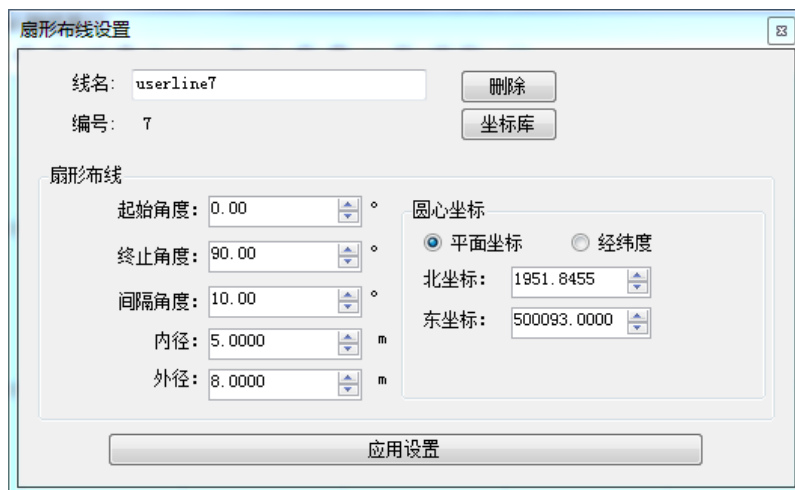 扇形布线设置
线名: userline7 删除
编号: 7 坐标库
扇形布线
起始角度: 0.00 °
终止角度: 90.00 °
间隔角度: 10.00 °
内径: 5.0000 m
外径: 8.0000 m
圆心坐标
平面坐标 经纬度
北坐标: 1951.8455
东坐标: 500093.0000
应用设置